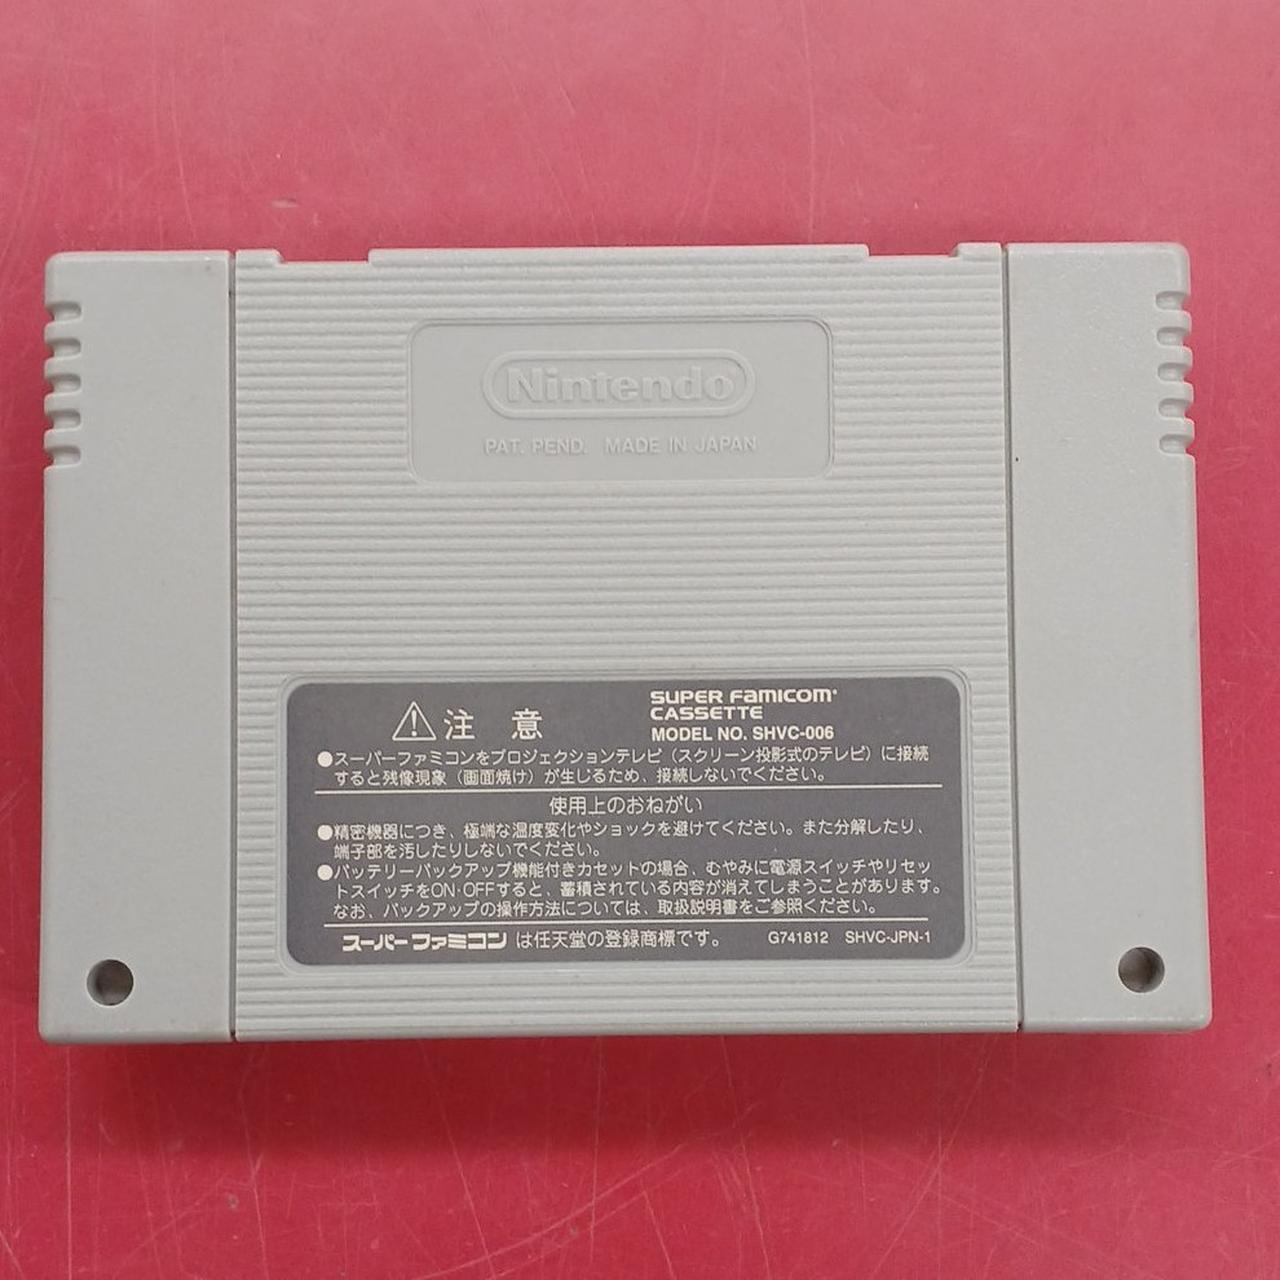 Nintendo
PAT. PEND. MADE IN JAPAN
注 意
SUPER FAMICOM
CASSETTE
MODEL NO. SHVC-006
●スーパーファミコンをプロジェクションテレビ（スクリーン投影式のテレビ）に接続
すると残像現象（画面焼け）が生じるため、接続しないでください。
使用上のおねがい
●精密機器につき、極端な温度変化やショックを避けてください。また分解したり、
端子部を汚したりしないでください。
●バッテリーバックアップ機能付きカセットの場合、むやみに電源スイッチやリセッ
トスイッチをON·OFFすると、蓄積されている内容が消えてしまうことがあります。
なお、バックアップの操作方法については、取扱説明書をご参照ください。
スーパーファミコン は任天堂の登録商標です。 G741812 SHVC-JPN-1